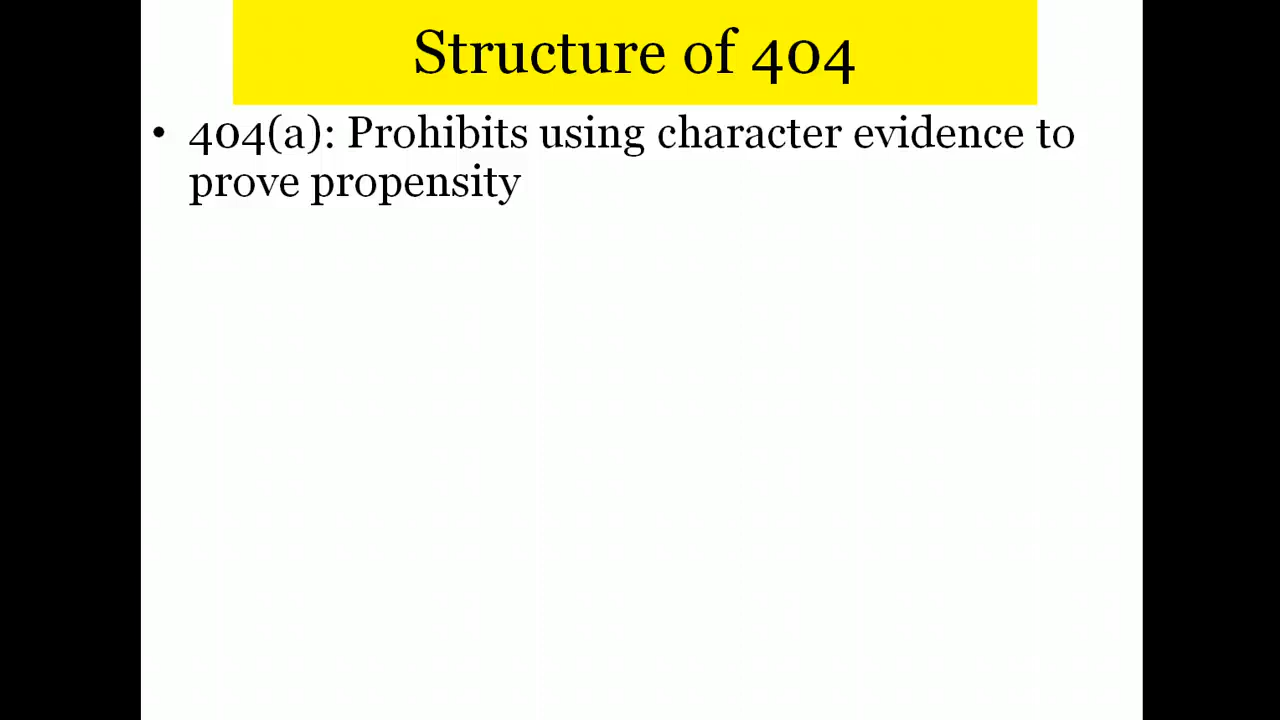 Structure of 404
• 404(a): Prohibits using character evidence to
prove propensity